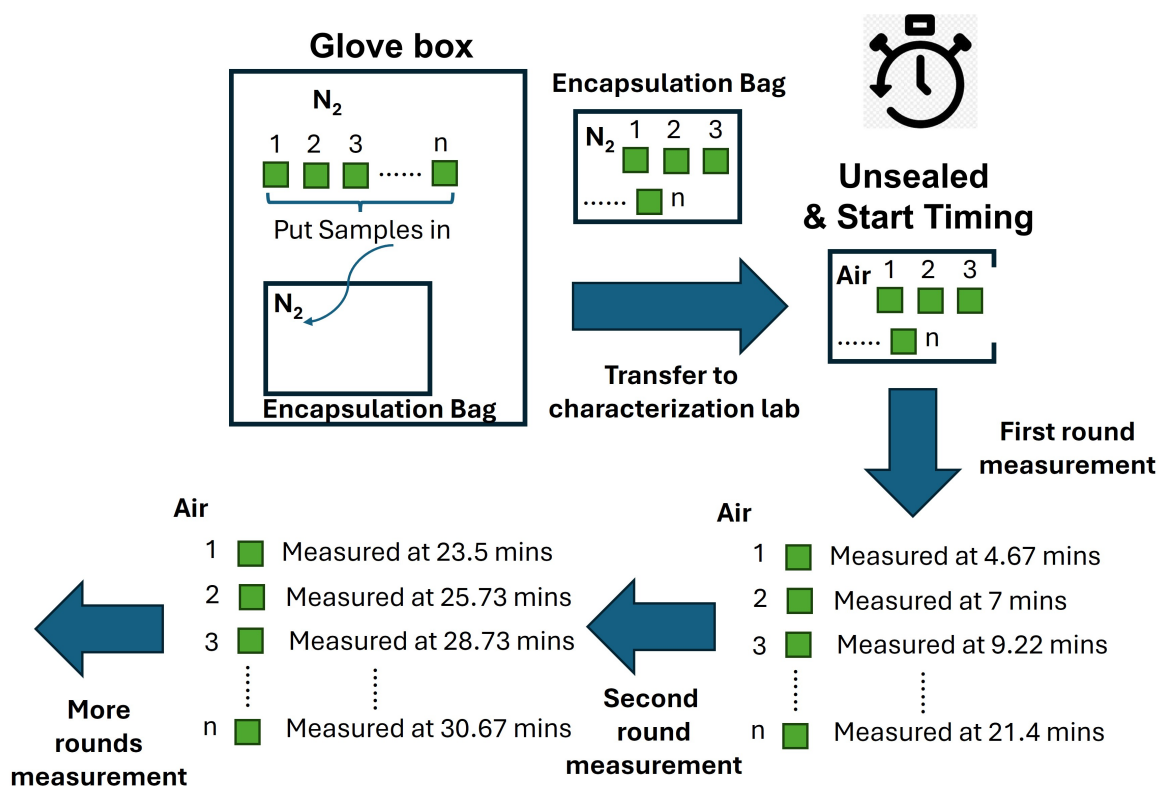 Glove box
N₂
1 2 3 ...... n
Put Samples in
N₂
Encapsulation Bag
Encapsulation Bag
N₂ 1 2 3
...... n
Transfer to
characterization lab
Unsealed
& Start Timing
Air 1 2 3
...... n
First round
measurement
Air
1 Measured at 4.67 mins
2 Measured at 7 mins
3 Measured at 9.22 mins
n Measured at 21.4 mins
Second
round
measurement
Air
1 Measured at 23.5 mins
2 Measured at 25.73 mins
3 Measured at 28.73 mins
n Measured at 30.67 mins
More
rounds
measurement